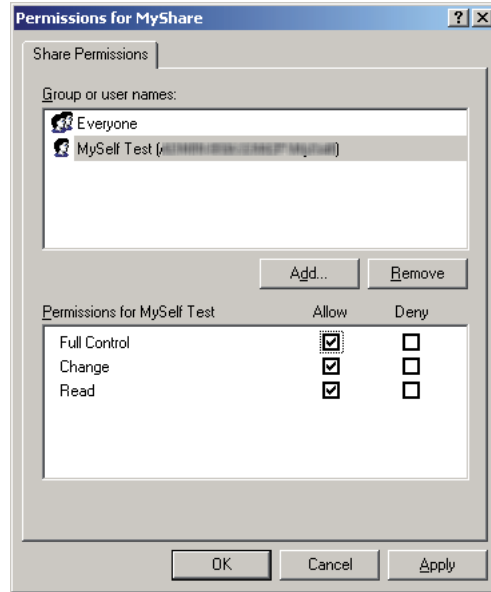 Permissions for MyShare
Share Permissions
Group or user names:
Everyone
MySelf Test (
Add... Remove
Permissions for MySelf Test Allow Deny
Full Control
Change
Read
OK Cancel Apply